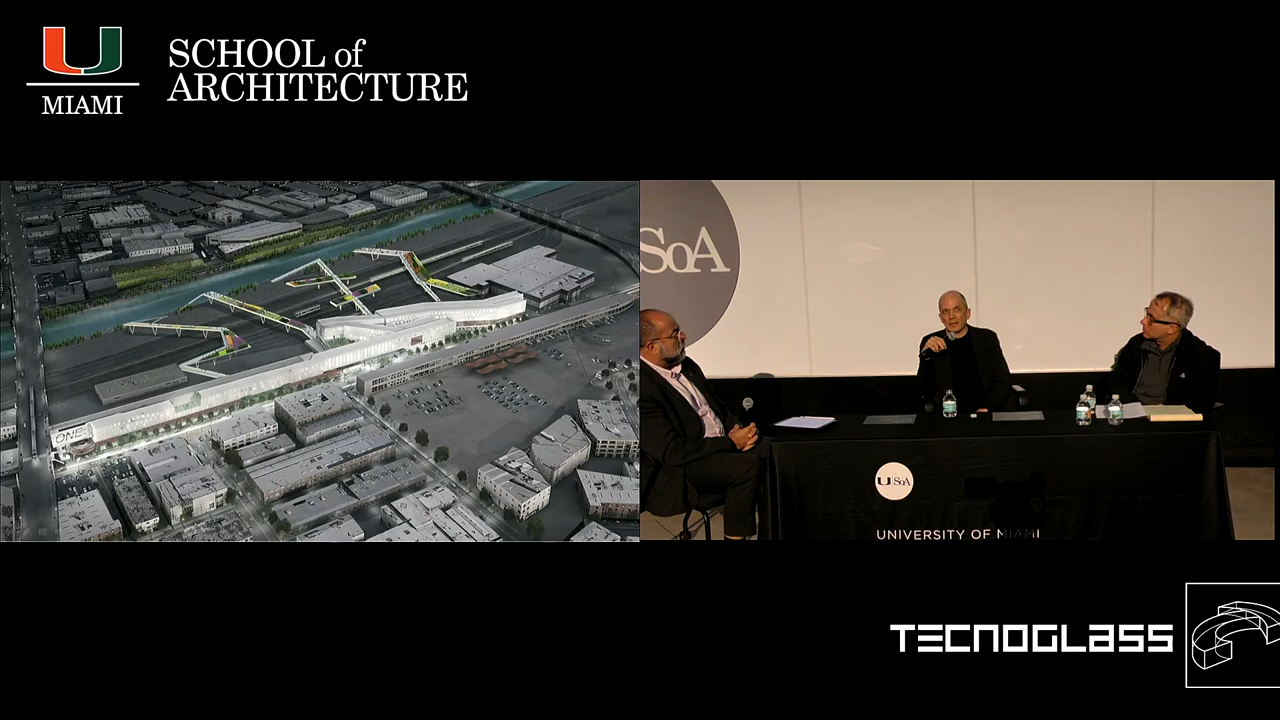 SCHOOL of
ARCHITECTURE
MIAMI
SoA
ONE
U SoA
UNIVERSITY OF MIAMI
TECNOGLASS